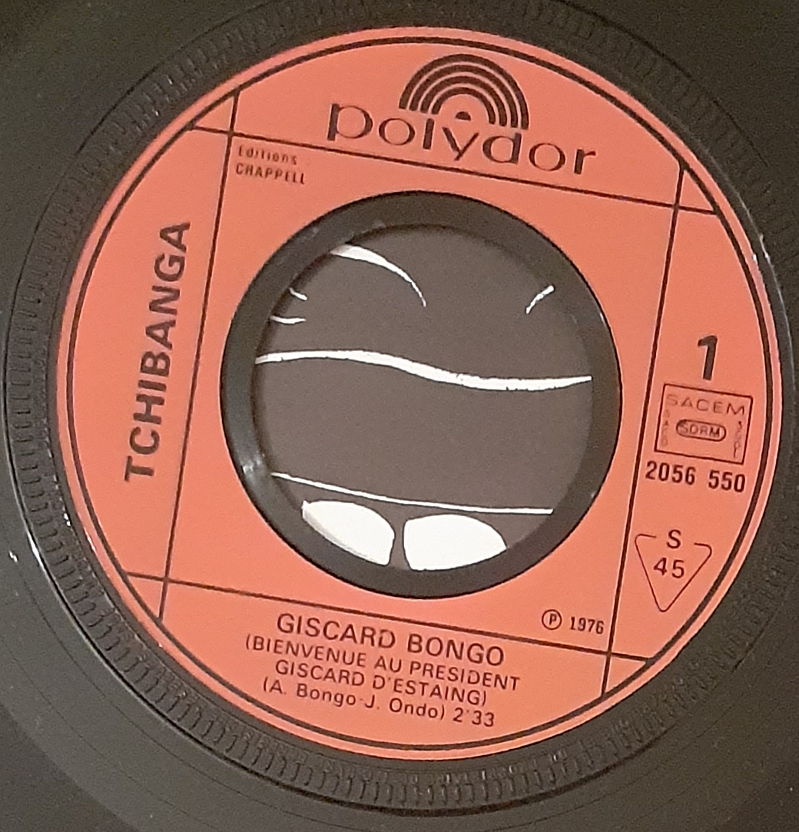 polydor
Editions
CHAPPELL
TCHIBANGA
1
SACEM
SDRM
2056 550
S
45
℗ 1976
GISCARD BONGO
(BIENVENUE AU PRESIDENT
GISCARD D'ESTAING)
(A. Bongo-J. Ondo) 2'33